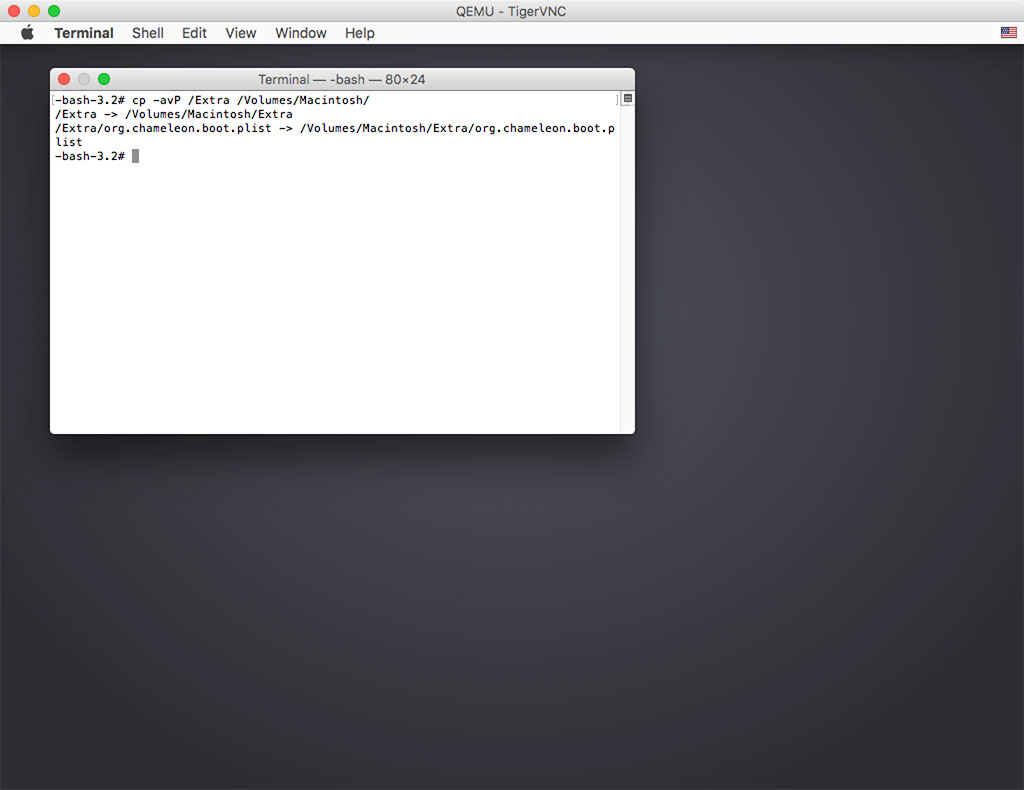 QEMU - TigerVNC
Terminal Shell Edit View Window Help
Terminal — -bash — 80×24
[-bash-3.2# cp -avP /Extra /Volumes/Macintosh/ ]
/Extra -> /Volumes/Macintosh/Extra
/Extra/org.chameleon.boot.plist -> /Volumes/Macintosh/Extra/org.chameleon.boot.p
list
-bash-3.2#